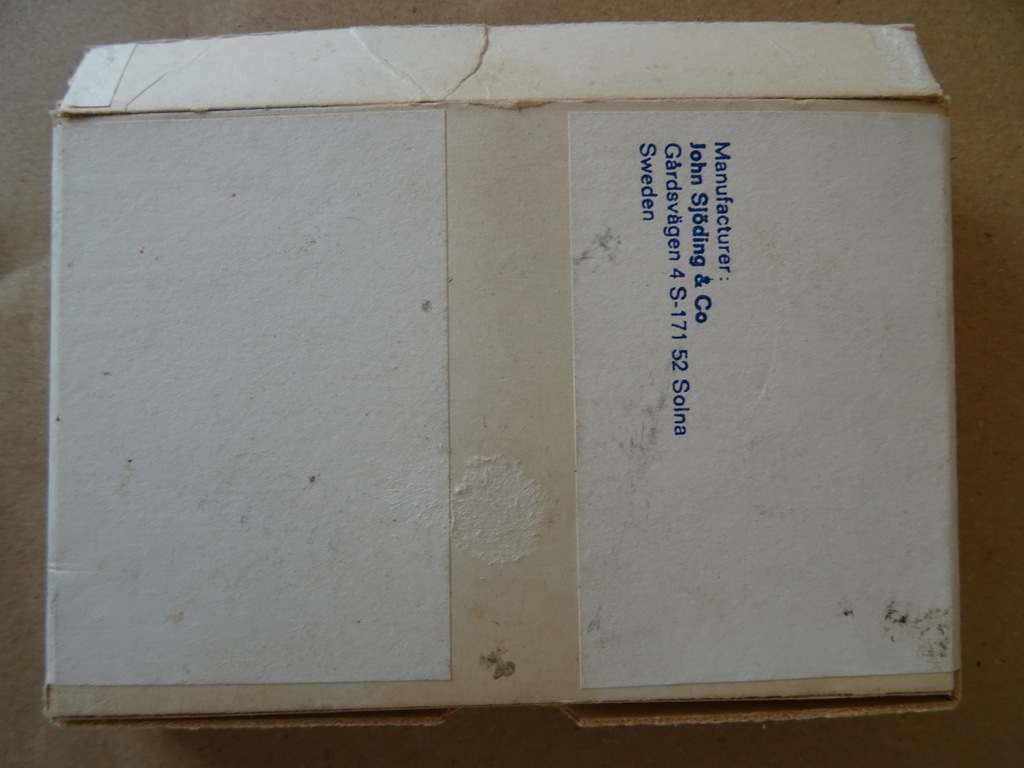 Manufacturer:
John Sjöding & Co
Gårdsvägen 4 S-171 52 Solna
Sweden